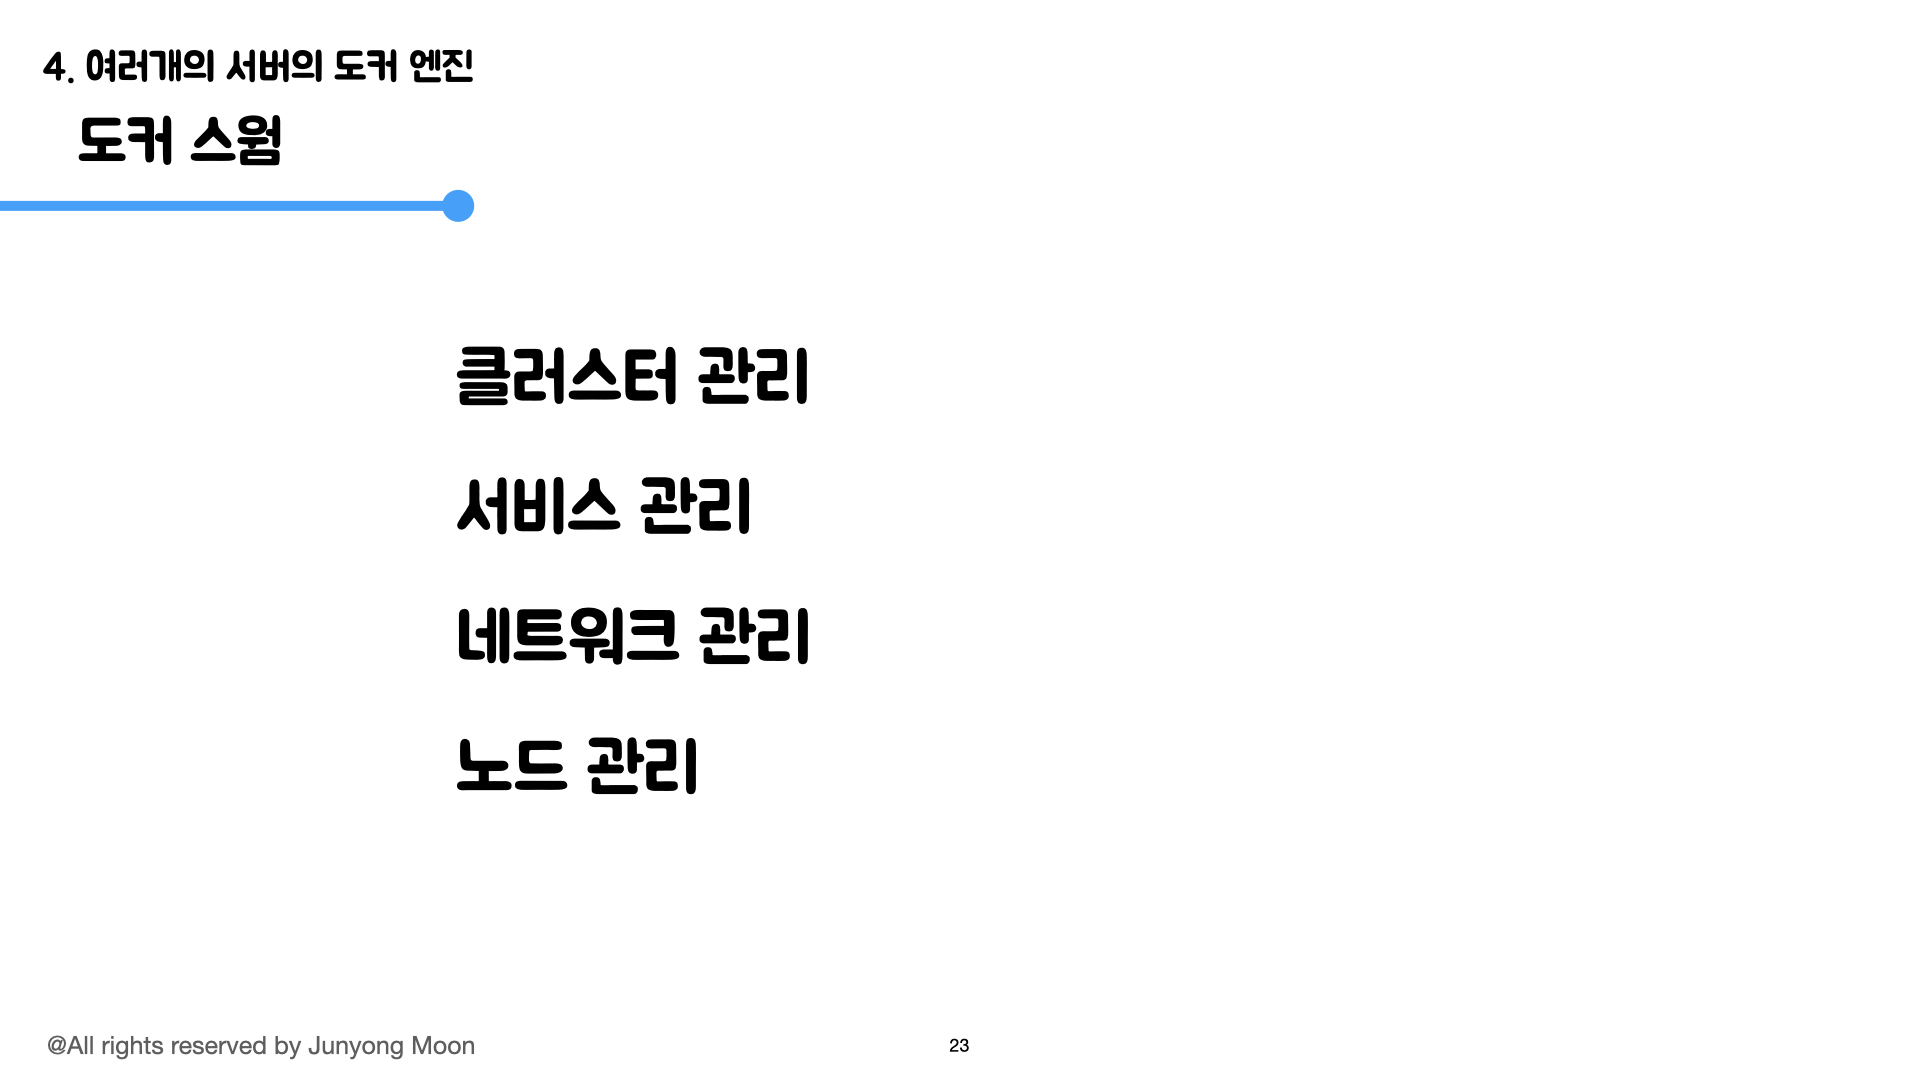 4. 여러개의 서버의 도커 엔진
도커 스웜
클러스터 관리
서비스 관리
네트워크 관리
노드 관리
@All rights reserved by Junyong Moon
23